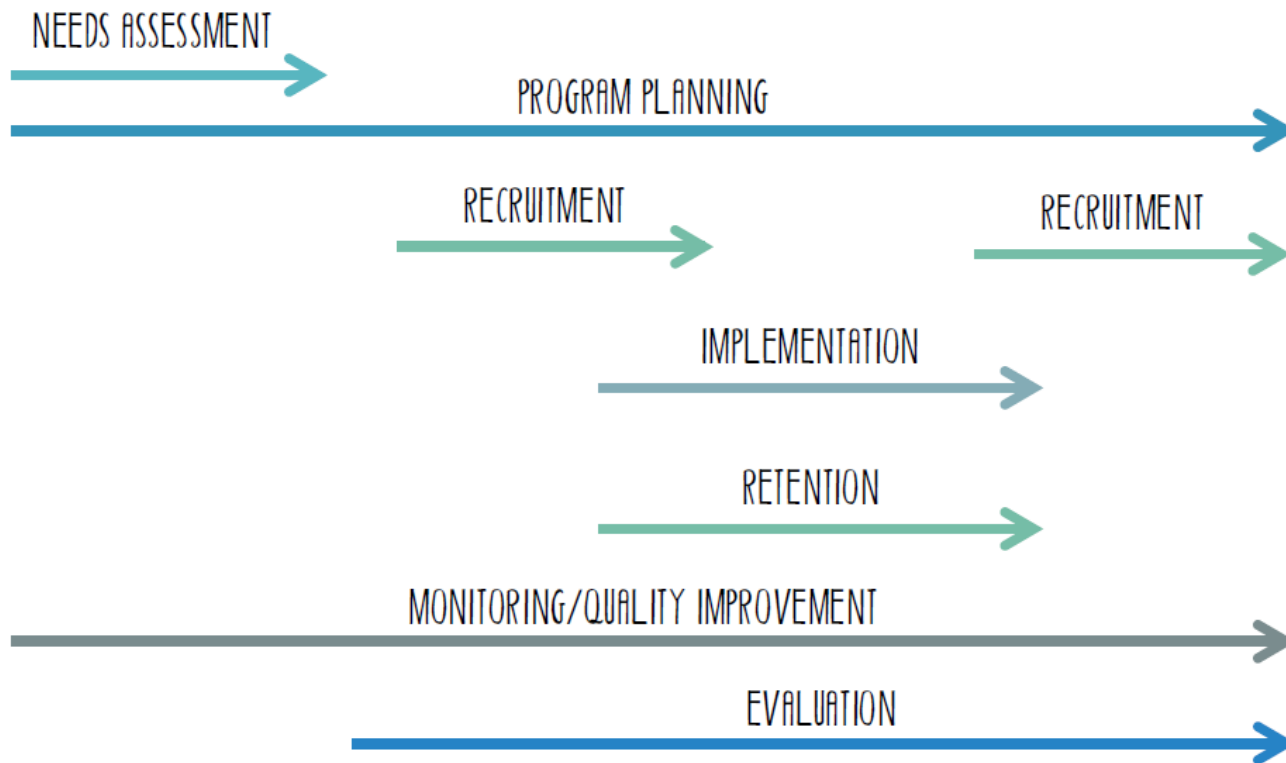 NEEDS ASSESSMENT
PROGRAM PLANNING
RECRUITMENT
RECRUITMENT
IMPLEMENTATION
RETENTION
MONITORING/QUALITY IMPROVEMENT
EVALUATION